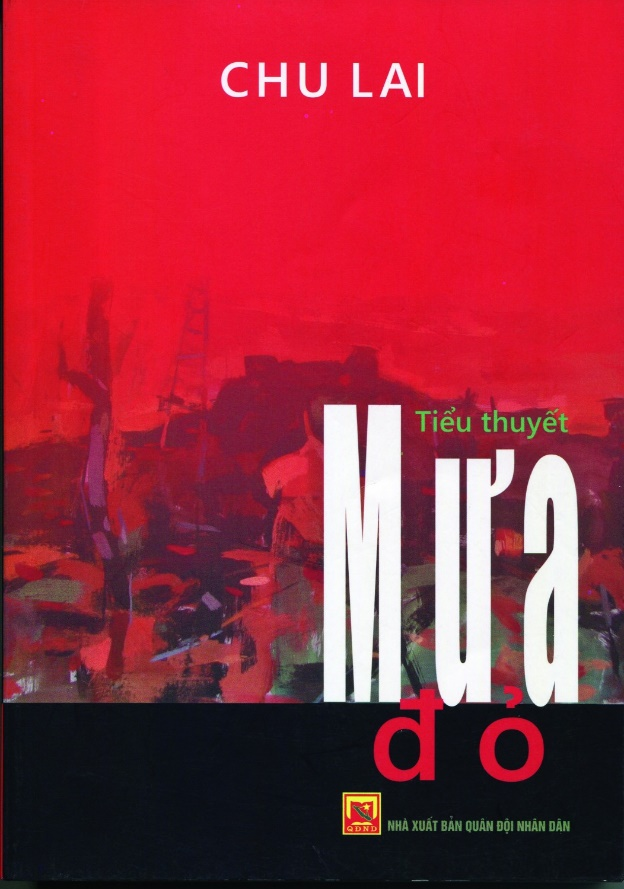 CHU LAI
Tiểu thuyết
Mưa
đỏ
QĐND
NHÀ XUẤT BẢN QUÂN ĐỘI NHÂN DÂN